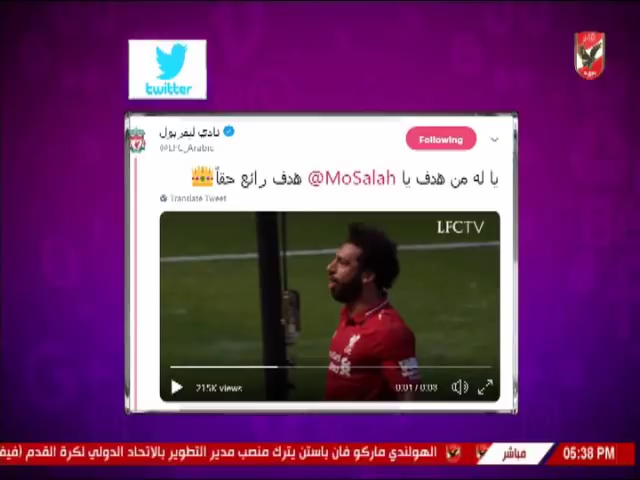 twitter
نادي ليفربول
@LFC_Arabic
Following
يا له من هدف يا @MoSalah هدف رائع حقاً
Translate Tweet
LFCTV
215K views
0:01 / 0:03
الهولندي ماركو فان باستن يترك منصب مدير التطوير بالاتحاد الدولي لكرة القدم (فيفا
مباشر
05:38 PM